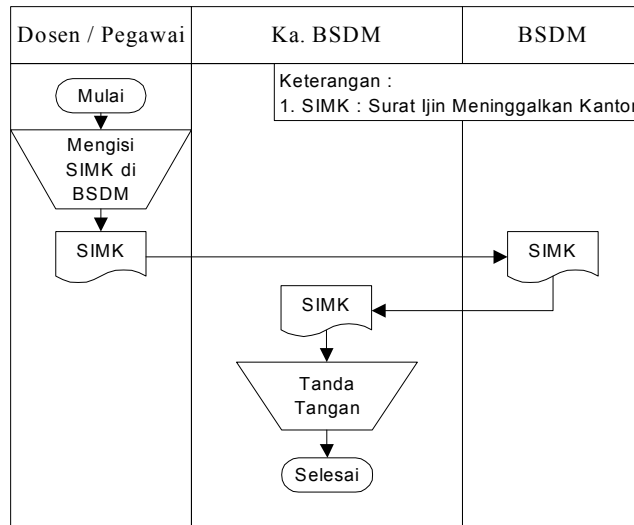 Dosen / Pegawai
Ka. BSDM
BSDM
Keterangan :
1. SIMK : Surat Ijin Meninggalkan Kantor
Mulai
Mengisi
SIMK di
BSDM
SIMK
SIMK
SIMK
Tanda
Tangan
Selesai